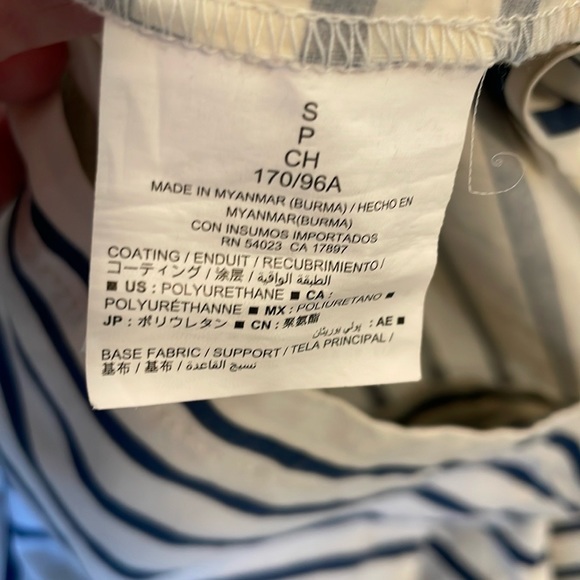 S
P
CH
170/96A
MADE IN MYANMAR (BURMA) / HECHO EN
MYANMAR(BURMA)
CON INSUMOS IMPORTADOS
RN 54023 CA 17897
COATING / ENDUIT / RECUBRIMIENTO /
コーティング / 涂层 / الطبقة الواقية
■ US : POLYURETHANE ■ CA :
POLYURÉTHANNE ■ MX : POLIURETANO ■
JP : ポリウレタン ■ CN : 聚氨酯 ■ AE : بولي يوريثان
BASE FABRIC / SUPPORT / TELA PRINCIPAL /
基布 / 基布 / نسيج القاعدة